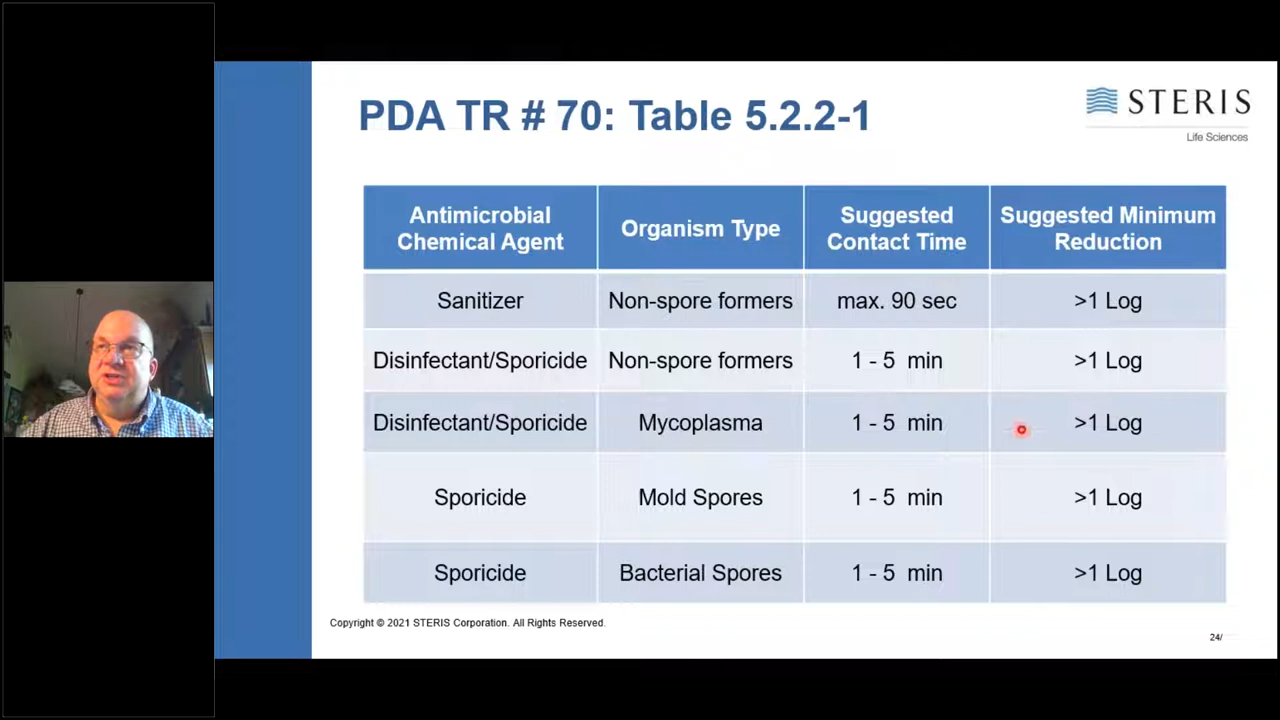 PDA TR # 70: Table 5.2.2-1
STERIS
Life Sciences
Antimicrobial
Chemical Agent
Organism Type
Suggested
Contact Time
Suggested Minimum
Reduction
Sanitizer
Non-spore formers
max. 90 sec
>1 Log
Disinfectant/Sporicide
Non-spore formers
1 - 5 min
>1 Log
Disinfectant/Sporicide
Mycoplasma
1 - 5 min
>1 Log
Sporicide
Mold Spores
1 - 5 min
>1 Log
Sporicide
Bacterial Spores
1 - 5 min
>1 Log
Copyright © 2021 STERIS Corporation. All Rights Reserved.
24/